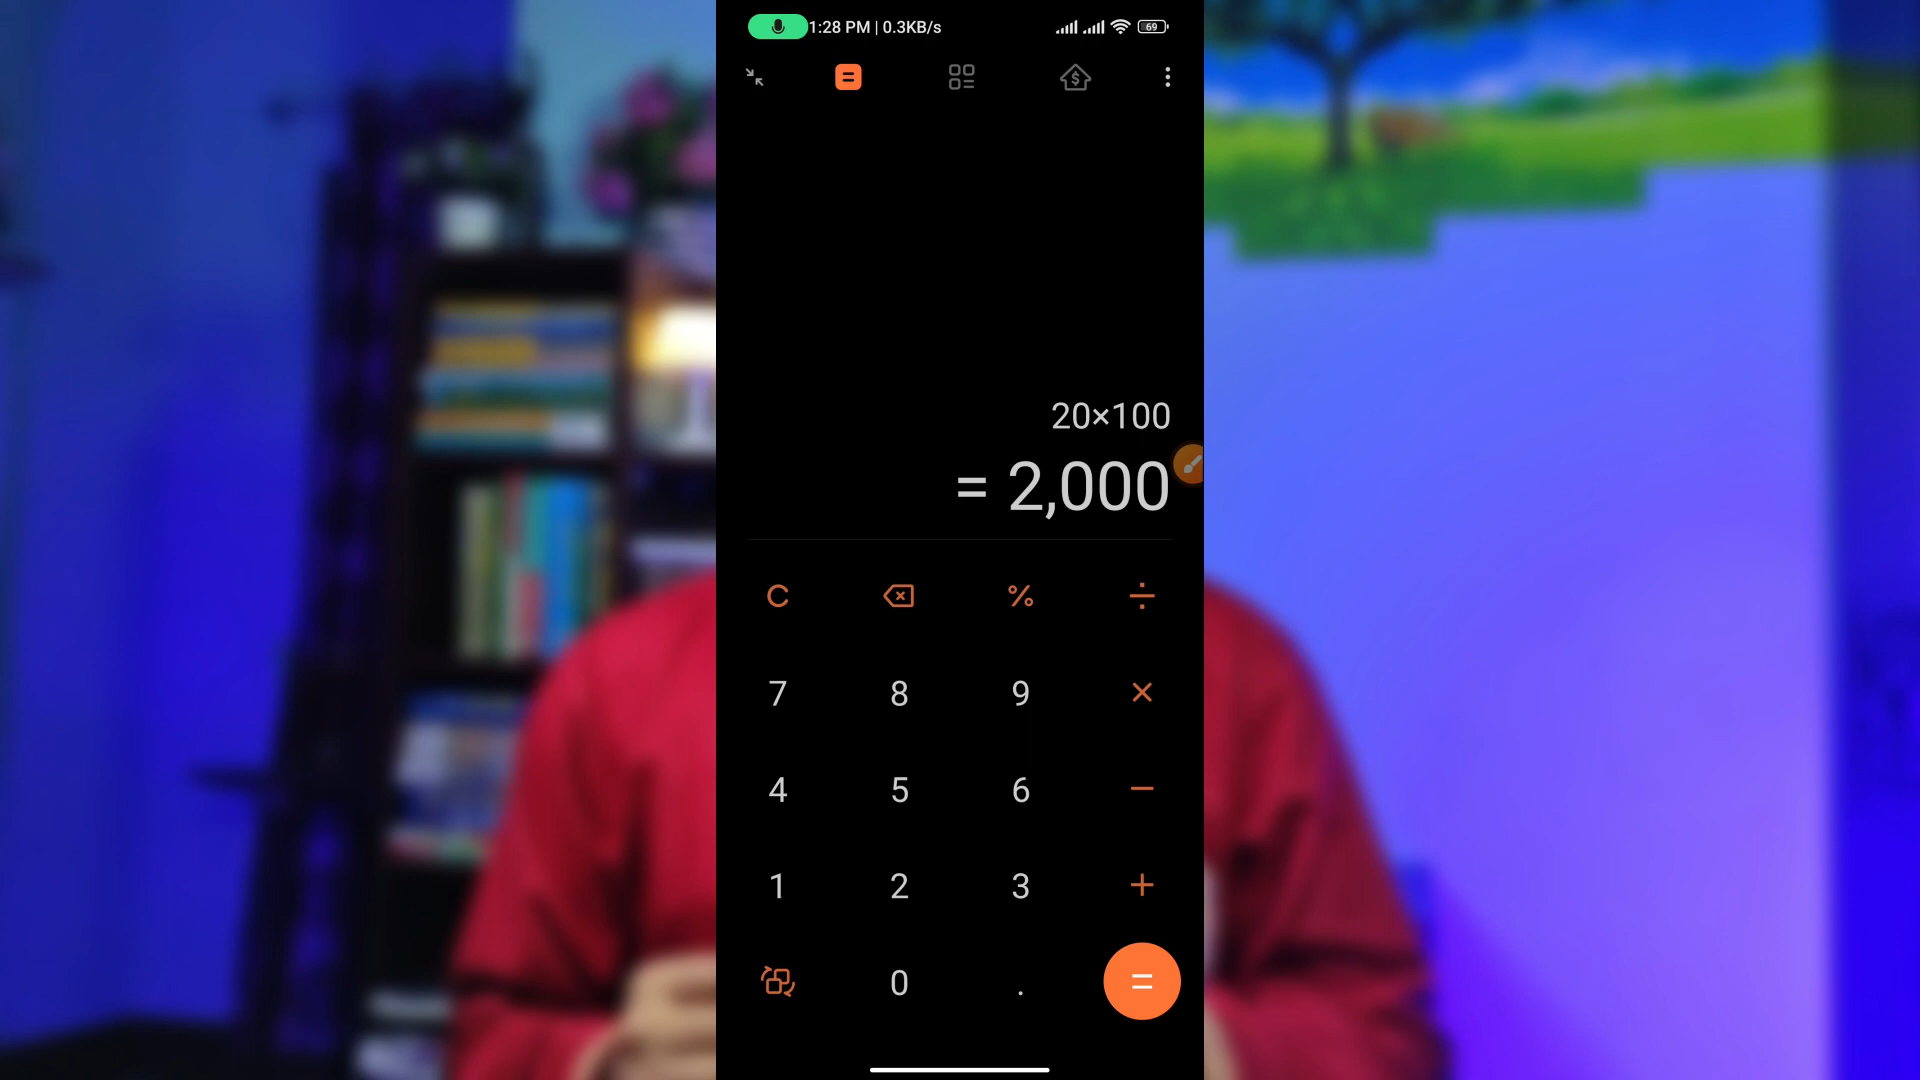 1:28 PM | 0.3KB/s 69
20×100
= 2,000
C % ÷
7 8 9 ×
4 5 6 −
1 2 3 +
0 . =